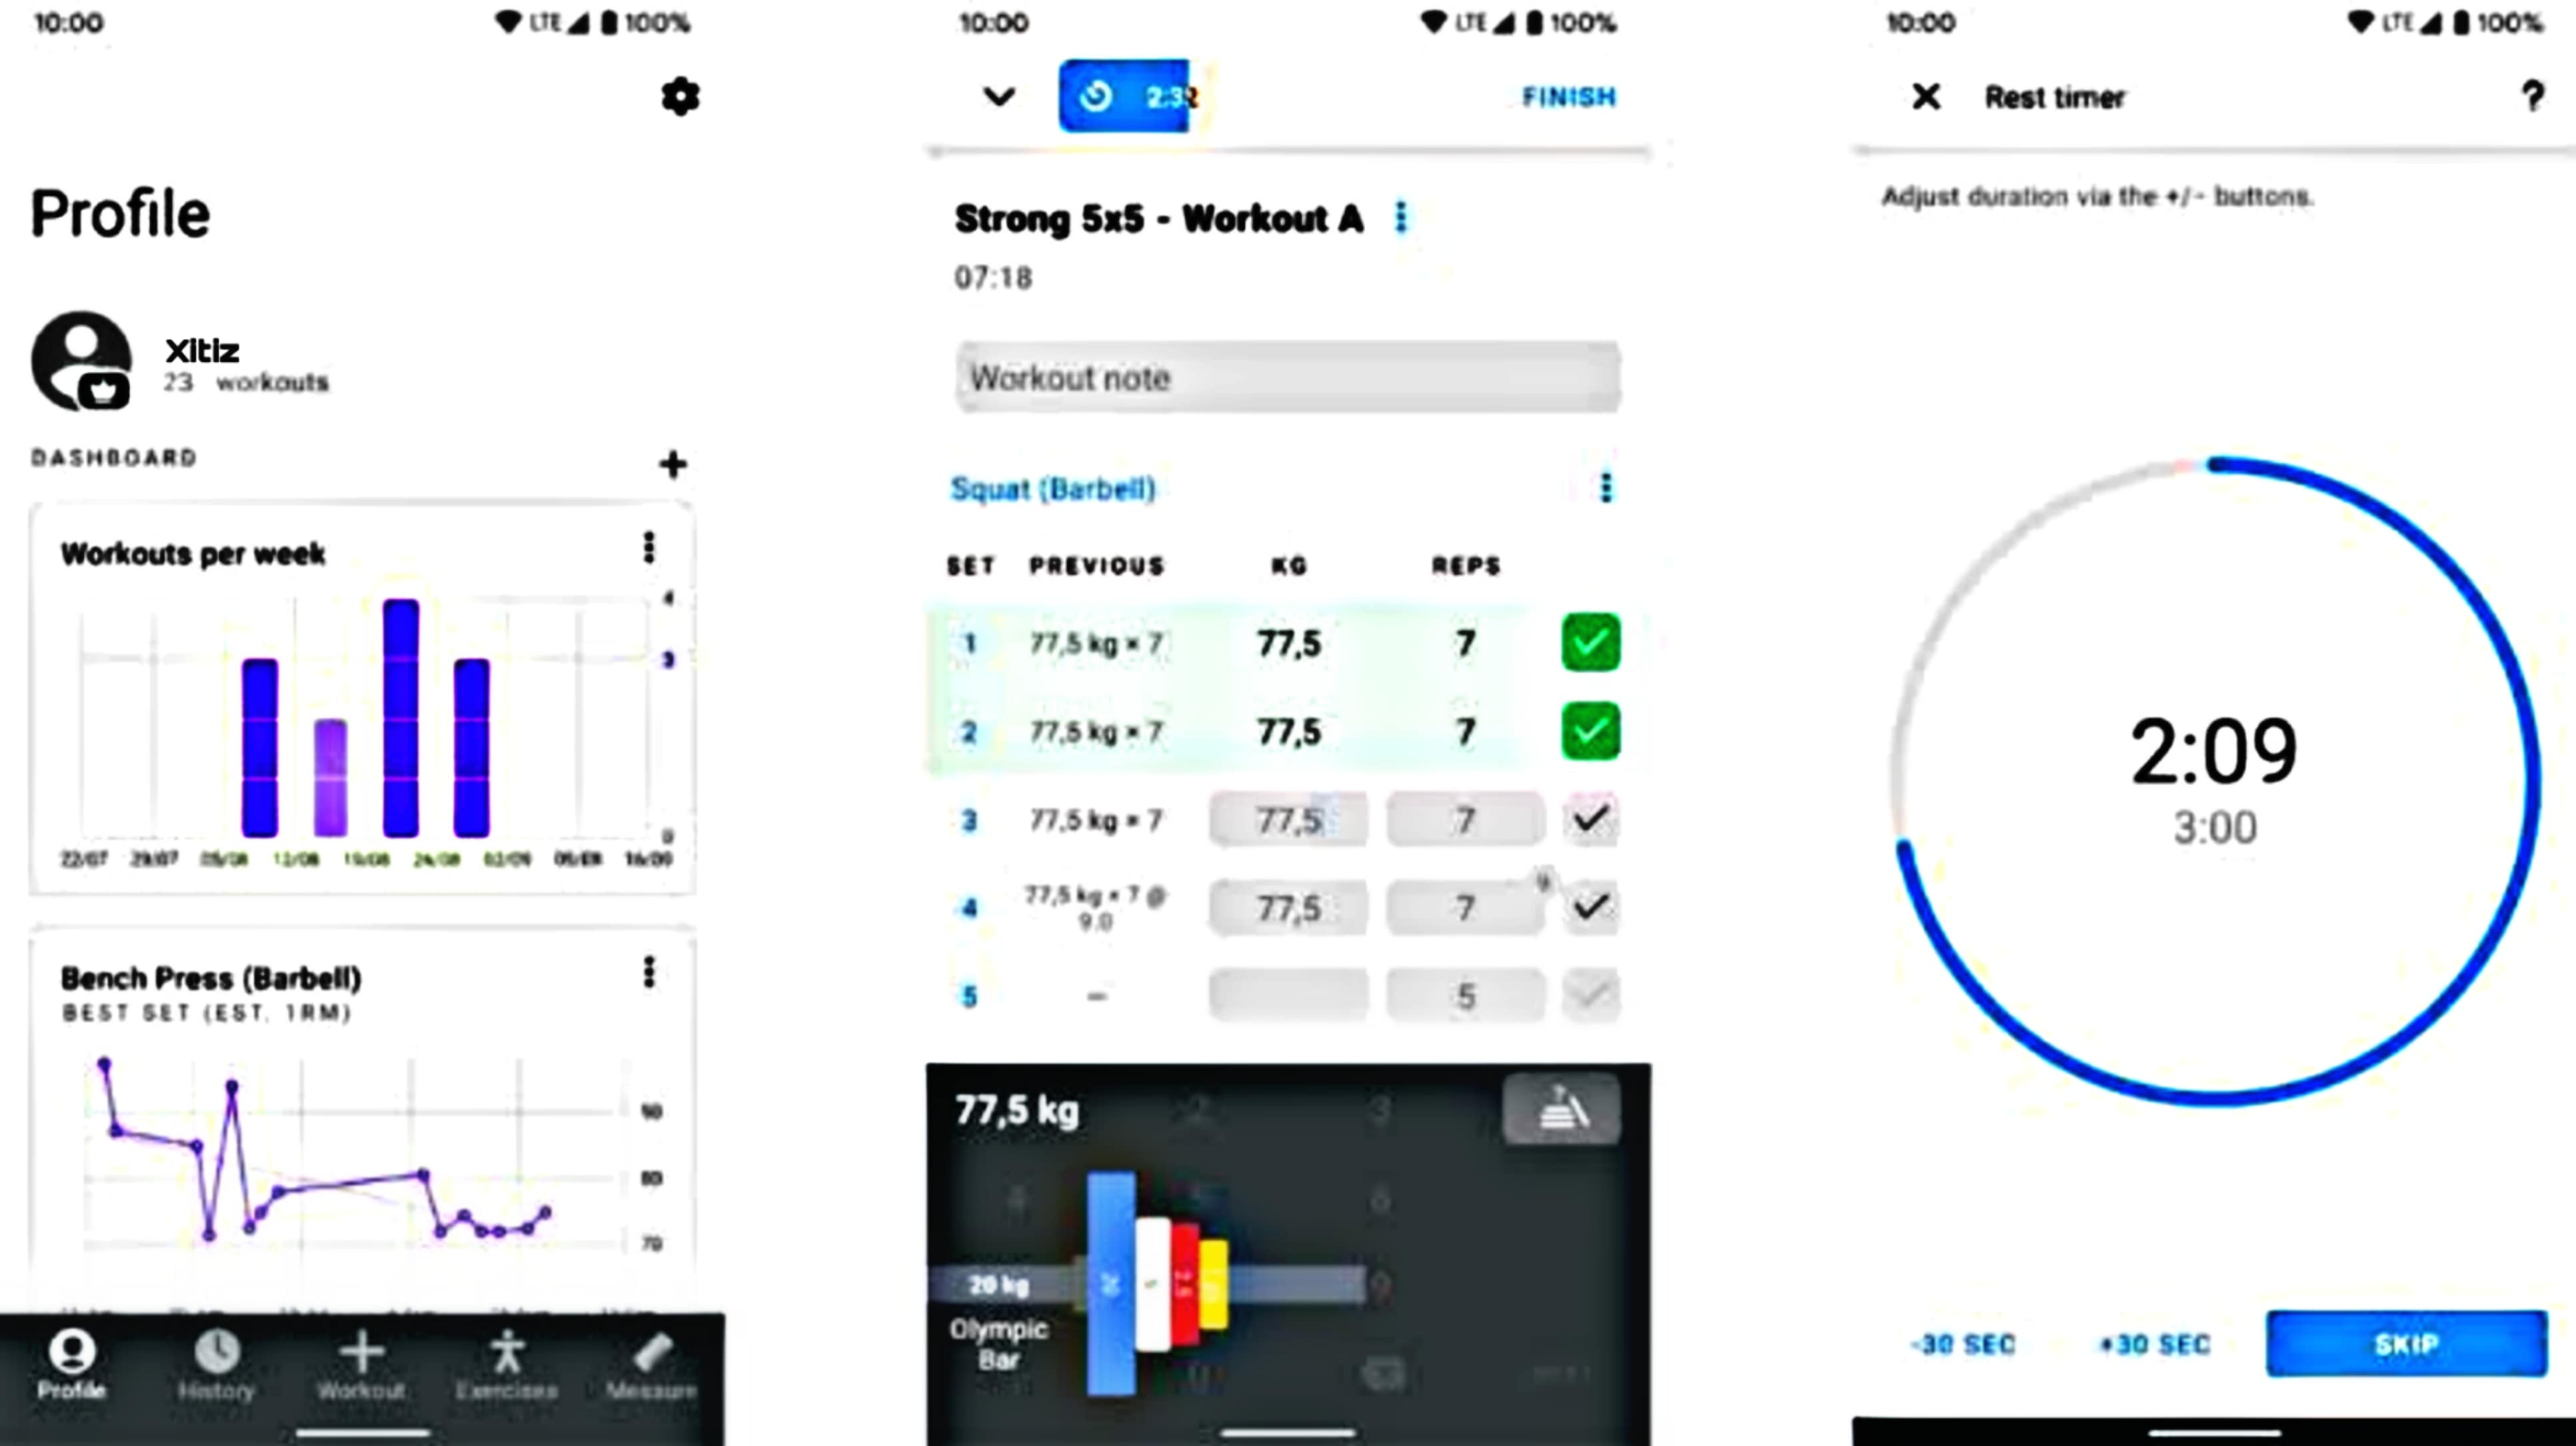 10:00
LTE 100%
Profile
Xitiz
23 workouts
DASHBOARD
Workouts per week
4
3
0
22/07 29/07 05/08 12/08 19/08 26/08 02/09 16/09
Bench Press (Barbell)
BEST SET (EST. 1RM)
90
80
70
Profile History Workout Exercises Measure
10:00
LTE 100%
2:32
FINISH
Strong 5x5 - Workout A
07:18
Workout note
Squat (Barbell)
SET PREVIOUS KG REPS
1 77,5 kg × 7 77,5 7
2 77,5 kg × 7 77,5 7
3 77,5 kg × 7 77,5 7
4 77,5 kg × 7 @ 9.0 77,5 7
9
5 – 5
77,5 kg
20 kg
Olympic
Bar
10:00
LTE 100%
Rest timer
?
Adjust duration via the +/- buttons.
2:09
3:00
-30 SEC +30 SEC SKIP